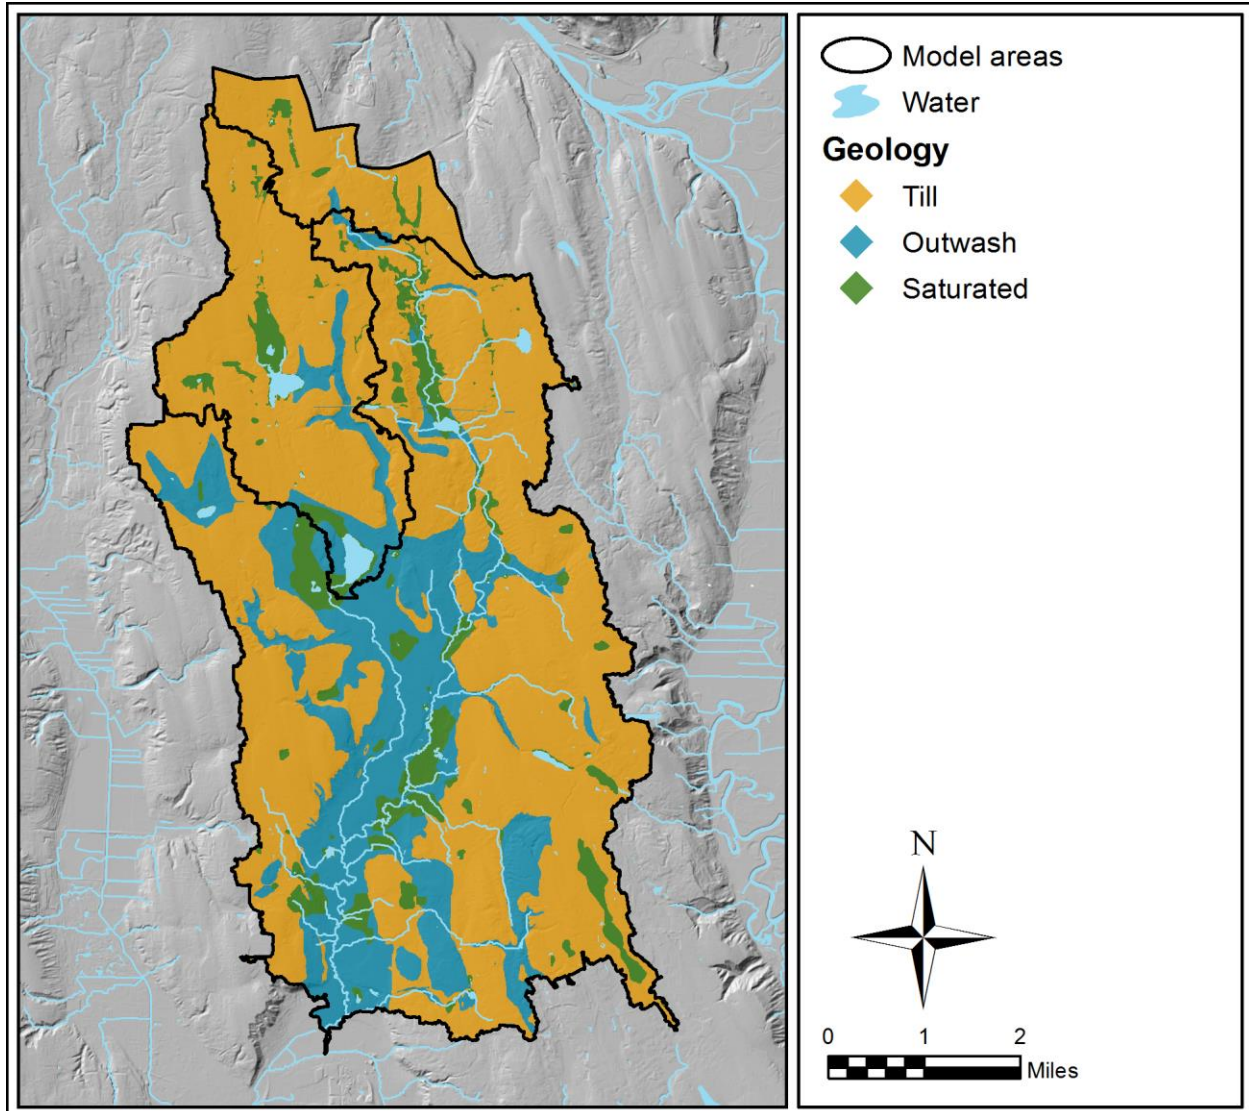 Model areas
Water
Geology
Till
Outwash
Saturated
N
0 1 2
Miles